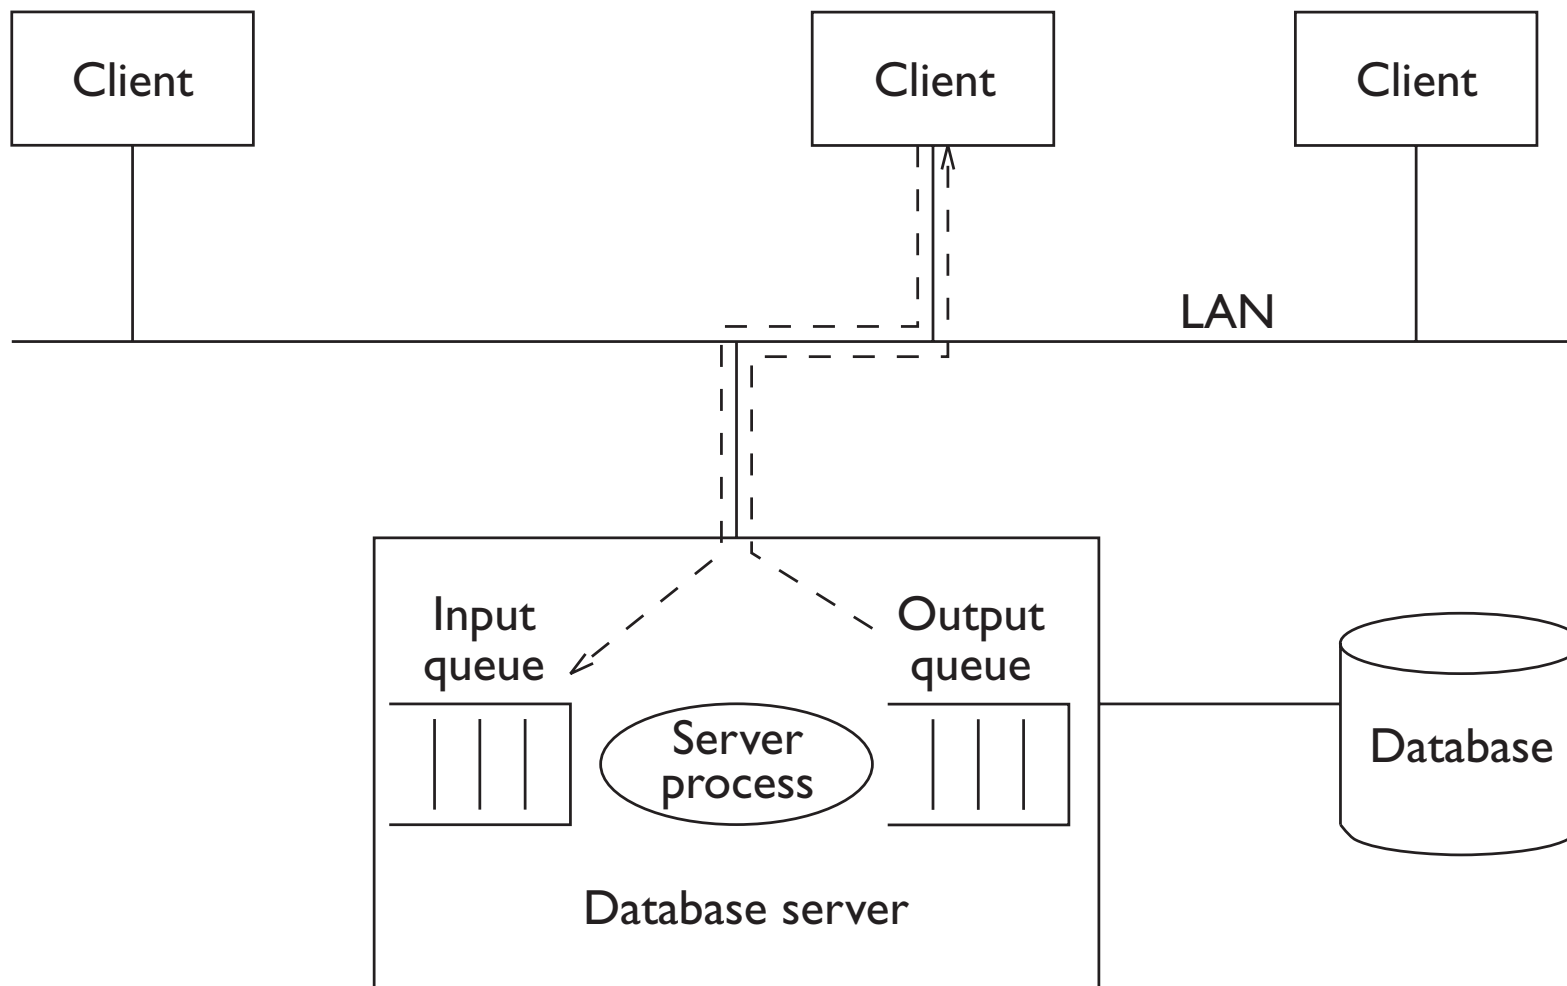 Client
Client
Client
LAN
Input
queue
Output
queue
Server
process
Database
Database server